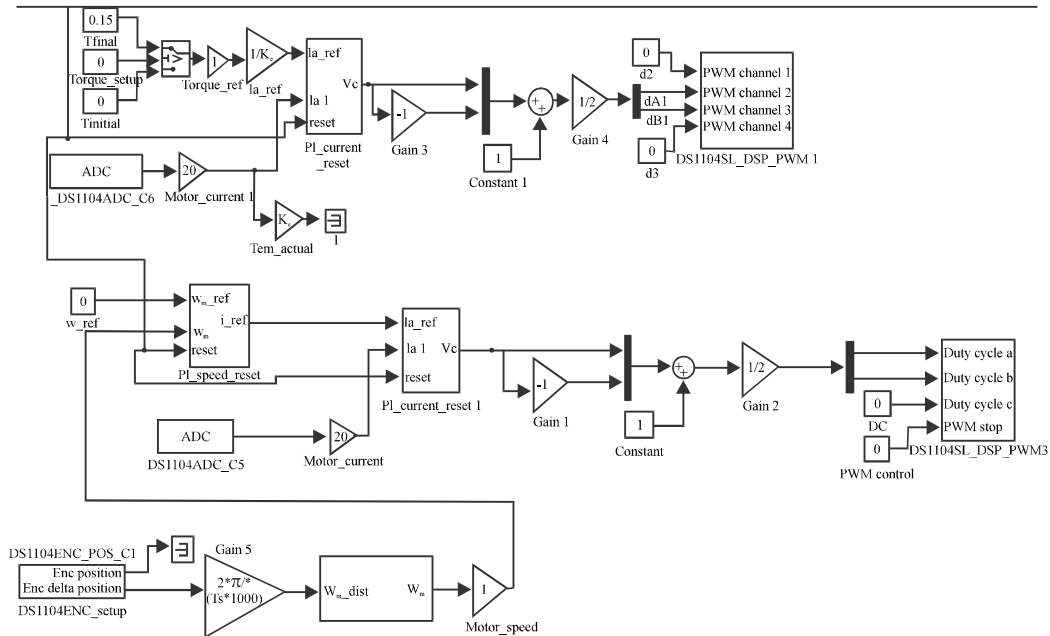 0.15
Tfinal
0
Torque_setup
0
Tinitial
1
Torque_ref
1/Ke
Ia_ref
Ia_ref
Vc
Ia 1
reset
PI_current
_reset
-1
Gain 3
1
Constant 1
+
+
1/2
Gain 4
0
d2
dA1
dB1
0
d3
PWM channel 1
PWM channel 2
PWM channel 3
PWM channel 4
DS1104SL_DSP_PWM 1
ADC
_DS1104ADC_C6
20
Motor_current 1
Ke
Tem_actual
1
0
w_ref
wm_ref
i_ref
wm
reset
PI_speed_reset
Ia_ref
Ia 1
Vc
reset
PI_current_reset 1
-1
Gain 1
1
Constant
+
+
1/2
Gain 2
0
DC
0
PWM control
Duty cycle a
Duty cycle b
Duty cycle c
PWM stop
DS1104SL_DSP_PWM3
ADC
DS1104ADC_C5
20
Motor_current
DS1104ENC_POS_C1
Enc position
Enc delta position
DS1104ENC_setup
Gain 5
2*π/*
(Ts*1000)
Wm_dist
Wm
1
Motor_speed